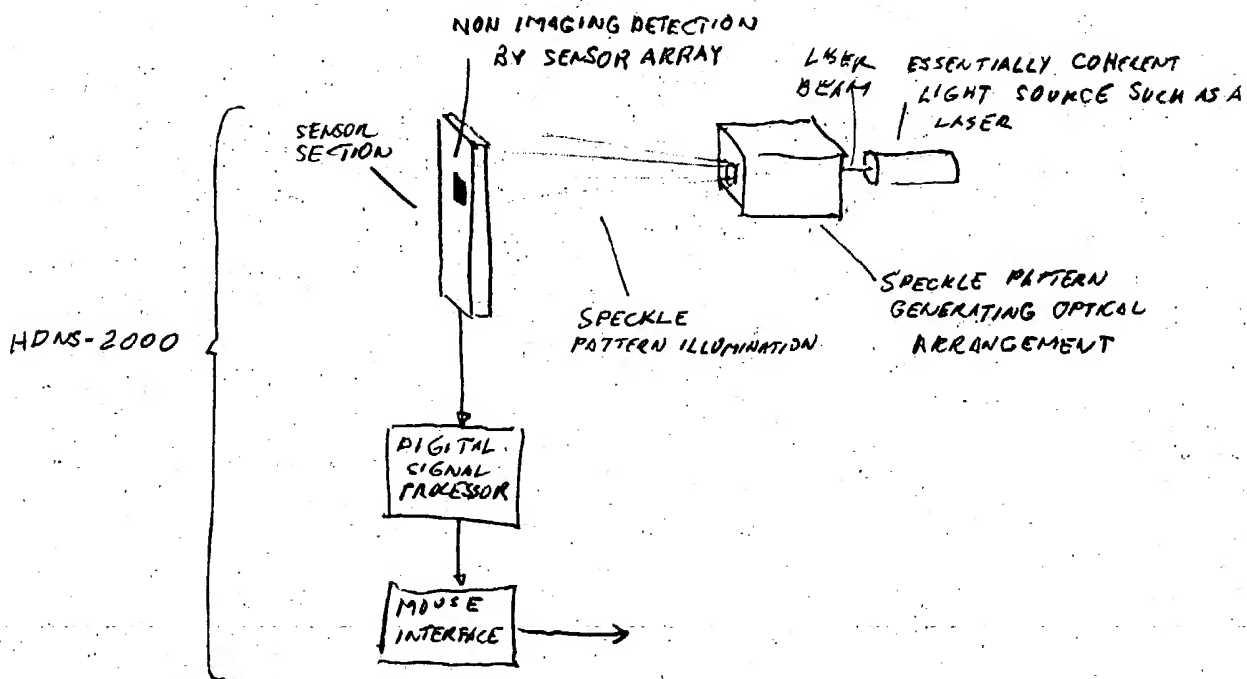 NON IMAGING DETECTION
BY SENSOR ARRAY
LASER
BEAM
ESSENTIALLY COHERENT
LIGHT SOURCE SUCH AS A
LASER
SENSOR
SECTION
SPECKLE
PATTERN ILLUMINATION
SPECKLE PATTERN
GENERATING OPTICAL
ARRANGEMENT
HDNS-2000
DIGITAL
SIGNAL
PROCESSOR
MOUSE
INTERFACE